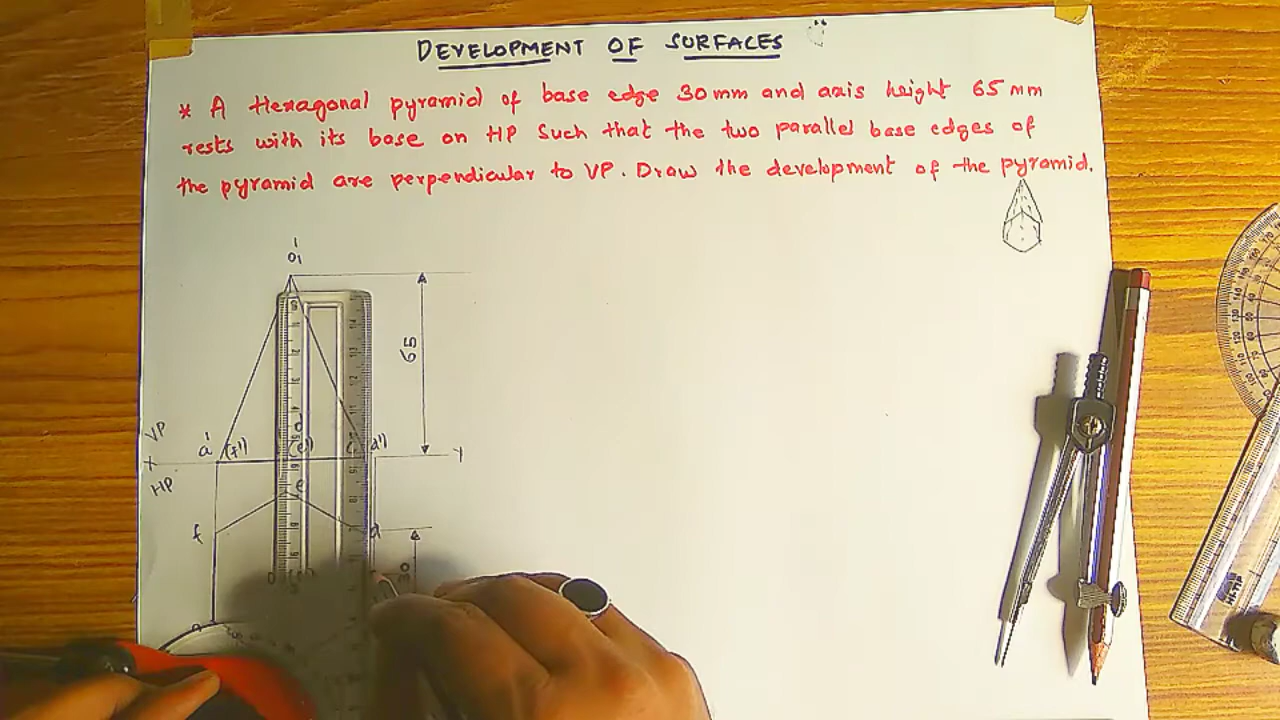 DEVELOPMENT OF SURFACES
* A Hexagonal pyramid of base edge 30mm and axis height 65 mm
rests with its base on HP such that the two parallel base edges of
the pyramid are perpendicular to VP. Draw the development of the pyramid.
o1'
65
VP
a' (f') (e') (d')
X Y
HP
e
f d
o
30